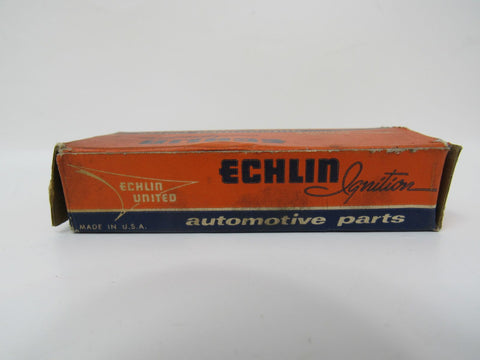 ECHLIN
UNITED
MADE IN U.S.A.
ECHLIN Ignition
automotive parts